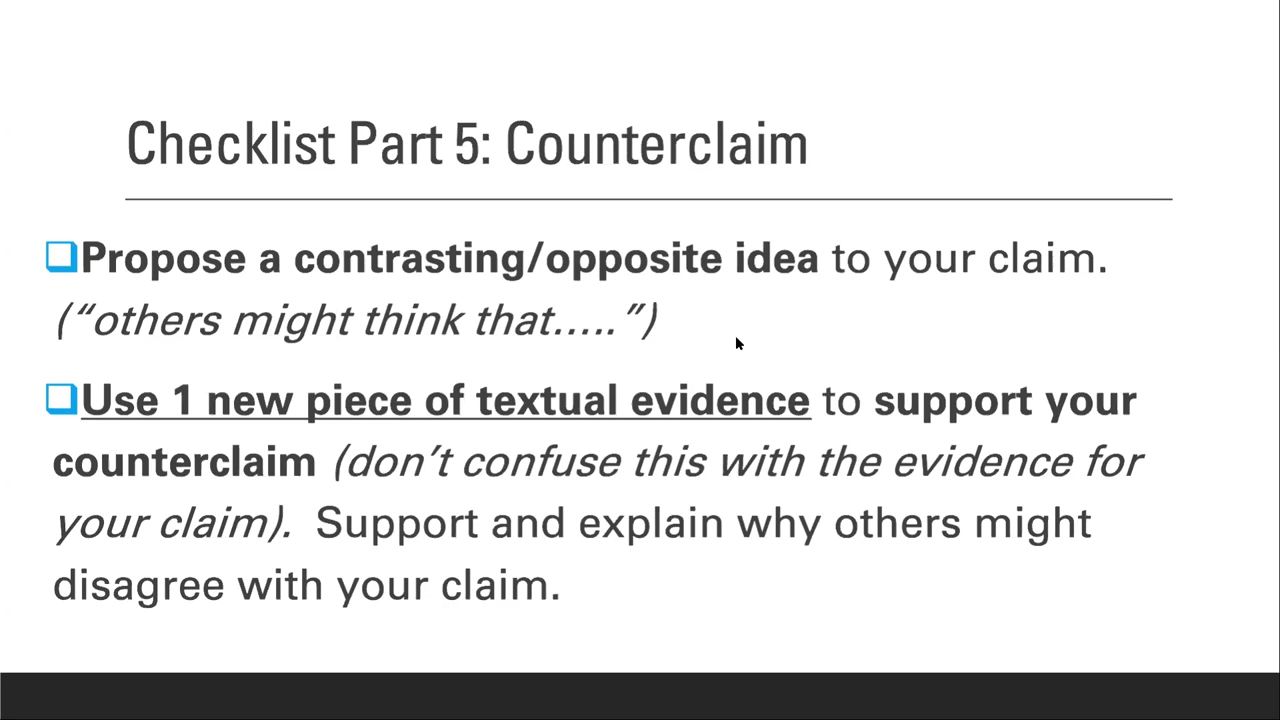 Checklist Part 5: Counterclaim
❑Propose a contrasting/opposite idea to your claim.
(“others might think that…..”)
❑Use 1 new piece of textual evidence to support your
counterclaim (don’t confuse this with the evidence for
your claim).  Support and explain why others might
disagree with your claim.